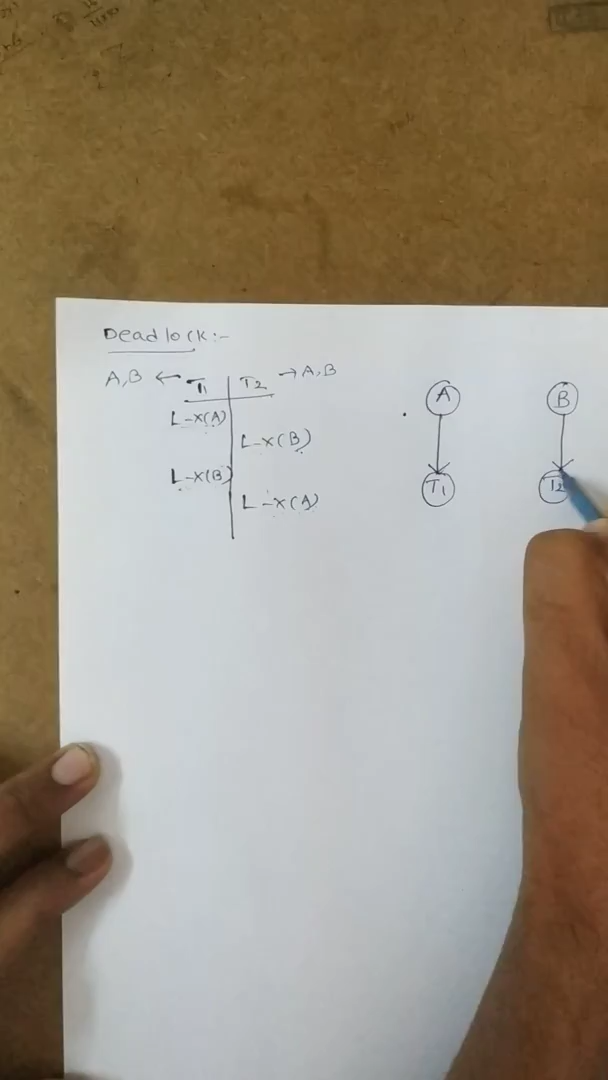 Deadlock:-
A,B ← T1 T2 → A,B
L-X(A)
L-X(B)
L-X(B)
L-X(A)
A B
T1 T2